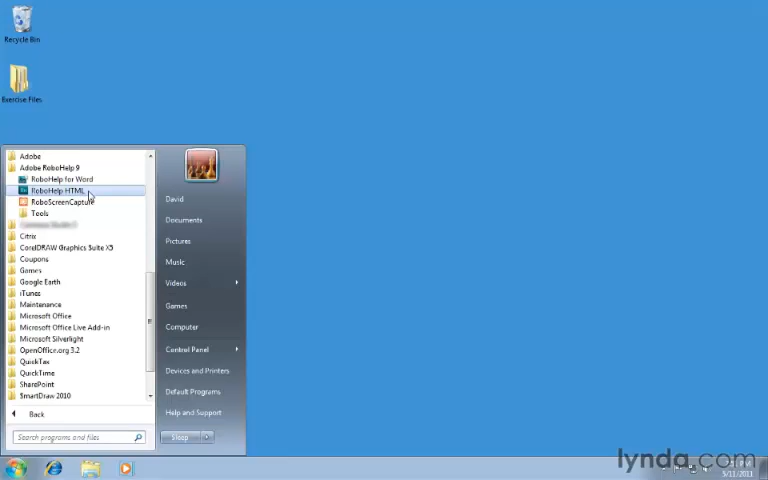 Recycle Bin
Exercise Files
Adobe
Adobe RoboHelp 9
RoboHelp for Word
RoboHelp HTML
RoboScreenCapture
Tools
Citrix
CorelDRAW Graphics Suite X5
Coupons
Games
Google Earth
iTunes
Maintenance
Microsoft Office
Microsoft Office Live Add-in
Microsoft Silverlight
OpenOffice.org 3.2
QuickTax
QuickTime
SharePoint
SmartDraw 2010
Back
Search programs and files
David
Documents
Pictures
Music
Videos
Games
Computer
Control Panel
Devices and Printers
Default Programs
Help and Support
Sleep
lynda.com
5/11/2011